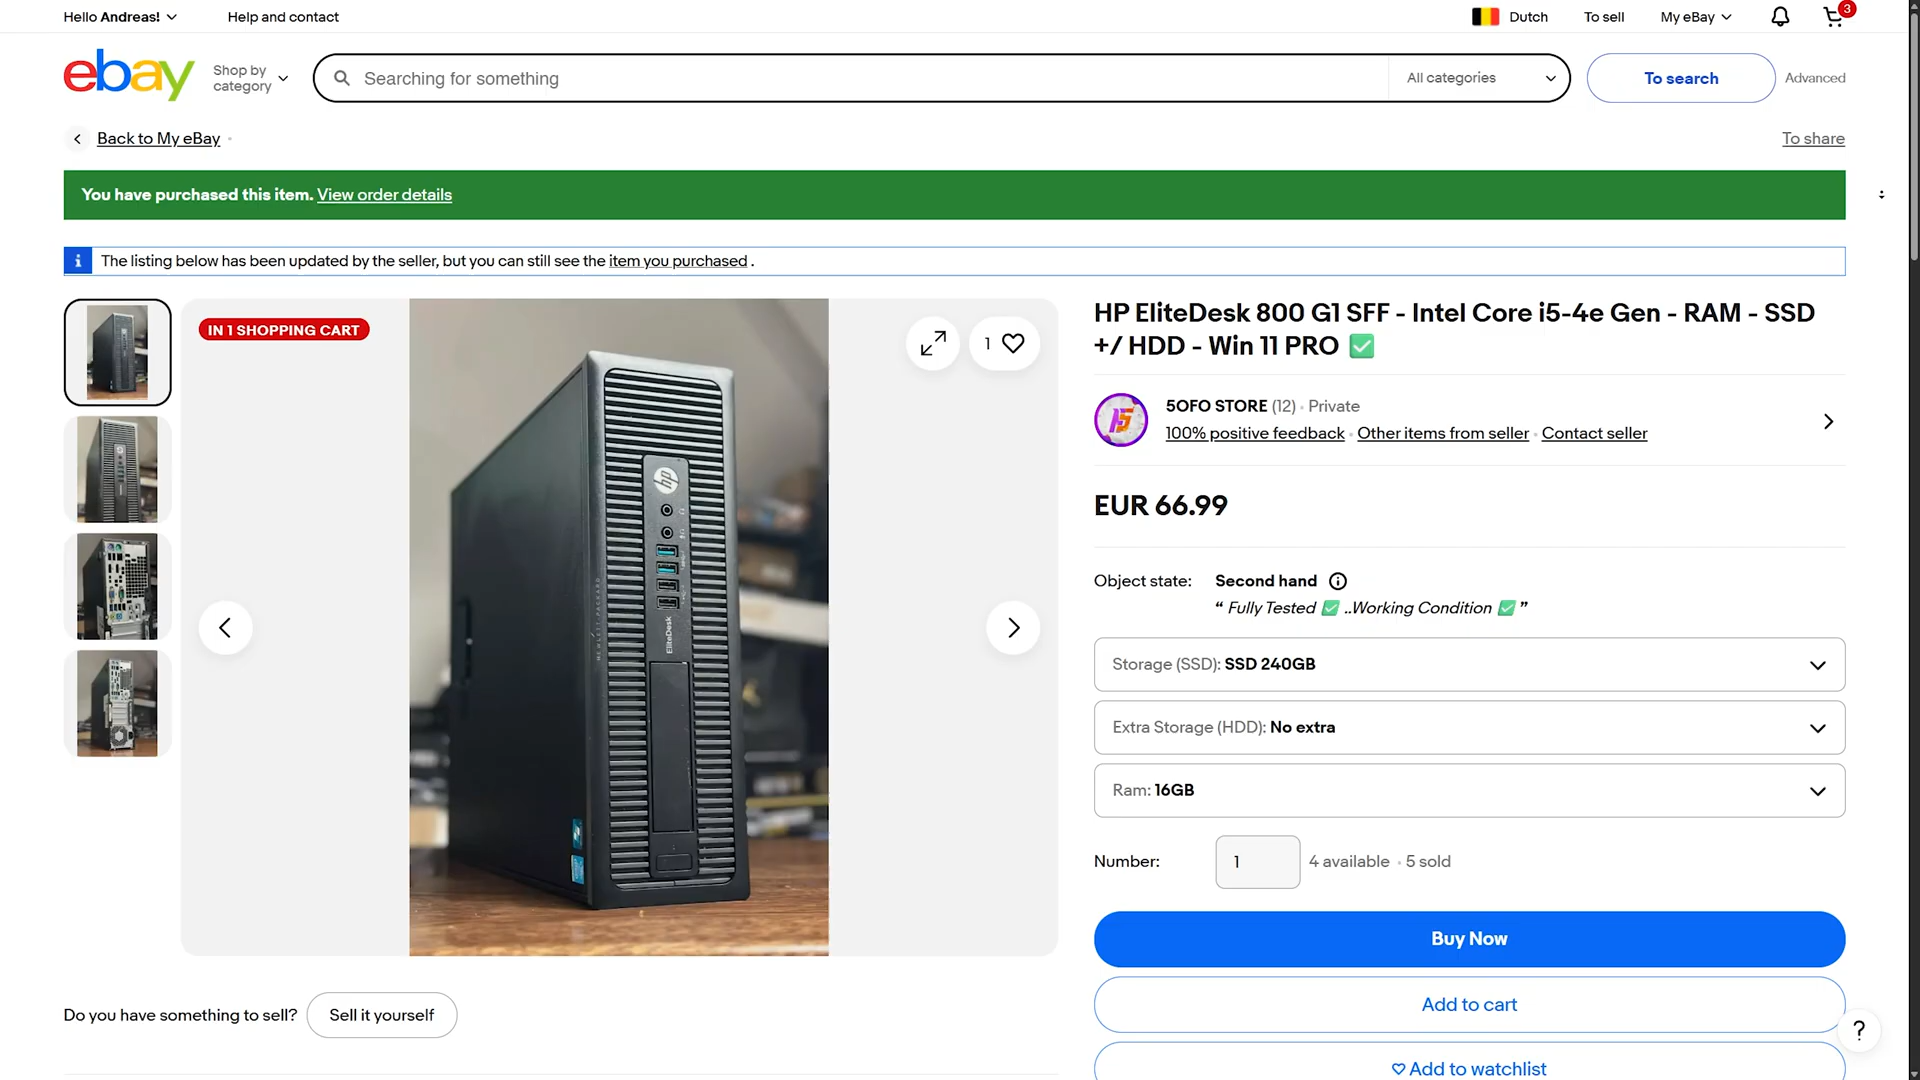 Hello Andreas!
Help and contact
Dutch
To sell
My eBay
3
ebay
Shop by
category
Searching for something
All categories
To search
Advanced
Back to My eBay
To share
You have purchased this item. View order details
The listing below has been updated by the seller, but you can still see the item you purchased .
IN 1 SHOPPING CART
1
hp
EliteDesk
HEWLETT-PACKARD
HP EliteDesk 800 G1 SFF - Intel Core i5-4e Gen - RAM - SSD
+/ HDD - Win 11 PRO ✅
5OFO STORE (12) · Private
100% positive feedback · Other items from seller · Contact seller
EUR 66.99
Object state: Second hand
“ Fully Tested ✅ ..Working Condition ✅ ”
Storage (SSD): SSD 240GB
Extra Storage (HDD): No extra
Ram: 16GB
Number: 1 4 available · 5 sold
Buy Now
Add to cart
Add to watchlist
Do you have something to sell? Sell it yourself
?